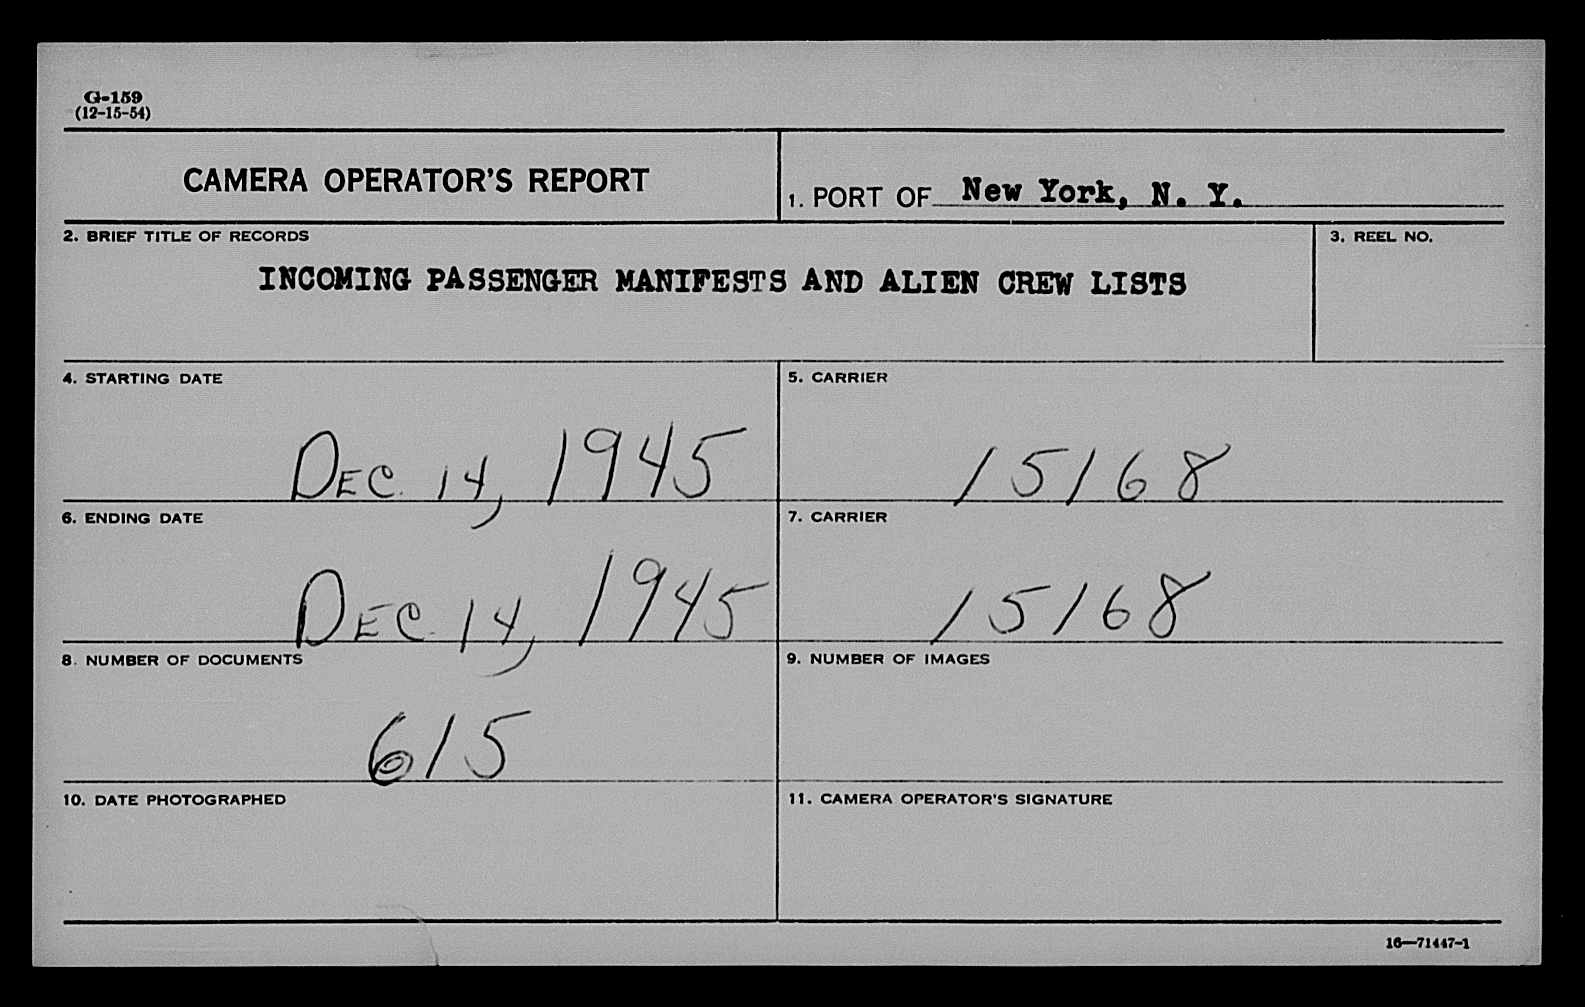 G-159
(12-15-54)
CAMERA OPERATOR'S REPORT
1. PORT OF New York, N. Y.
2. BRIEF TITLE OF RECORDS
3. REEL NO.
INCOMING PASSENGER MANIFESTS AND ALIEN CREW LISTS
4. STARTING DATE
5. CARRIER
DEC. 14, 1945
15168
6. ENDING DATE
7. CARRIER
DEC. 14, 1945
15168
8. NUMBER OF DOCUMENTS
9. NUMBER OF IMAGES
615
10. DATE PHOTOGRAPHED
11. CAMERA OPERATOR'S SIGNATURE
16—71447-1